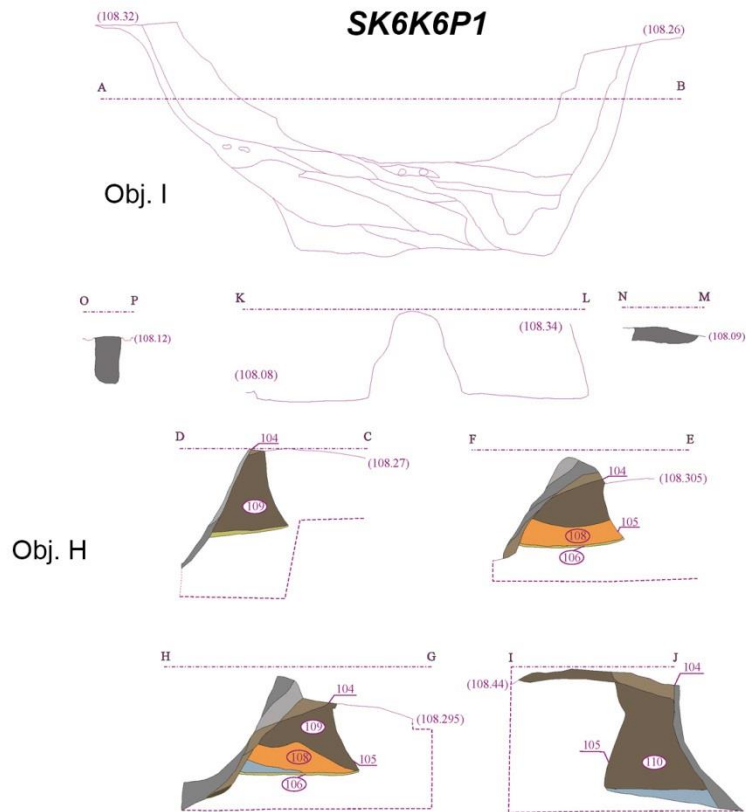 SK6K6P1
(108.32)
(108.26)
A B
Obj. I
O P
(108.12)
K L
(108.34)
(108.08)
N M
(108.09)
D C
104
(108.27)
109
F E
104
(108.305)
105
108
106
Obj. H
H G
104
(108.295)
109
108
105
106
I J
(108.44)
104
105
110